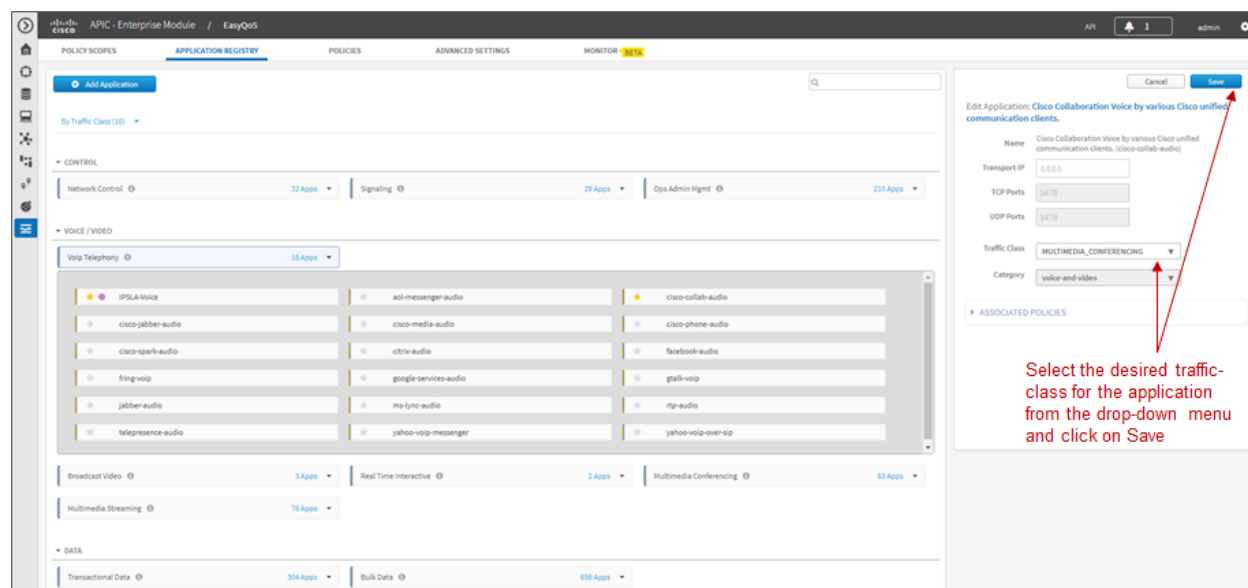 cisco APIC - Enterprise Module / EasyQoS API 1 admin
POLICY SCOPES APPLICATION REGISTRY POLICIES ADVANCED SETTINGS MONITOR BETA
Add Application
By Traffic Class (10)
CONTROL
Network Control 32 Apps Signaling 29 Apps Ops Admin Mgmt 210 Apps
VOICE / VIDEO
Voip Telephony 18 Apps
IPSLA-Voice aol-messenger-audio cisco-collab-audio
cisco-jabber-audio cisco-media-audio cisco-phone-audio
cisco-spark-audio citrix-audio facebook-audio
fring-voip google-services-audio gtalk-voip
jabber-audio ms-lync-audio rtp-audio
telepresence-audio yahoo-voip-messenger yahoo-voip-over-sip
Broadcast Video 3 Apps Real Time Interactive 2 Apps Multimedia Conferencing 63 Apps
Multimedia Streaming 76 Apps
DATA
Transactional Data 304 Apps Bulk Data 658 Apps
Cancel Save
Edit Application: Cisco Collaboration Voice by various Cisco unified
communication clients.
Name Cisco Collaboration Voice by various Cisco unified
communication clients. (cisco-collab-audio)
Transport IP 0.0.0.0
TCP Ports 3478
UDP Ports 3478
Traffic Class MULTIMEDIA_CONFERENCING
Category voice-and-video
ASSOCIATED POLICIES
Select the desired traffic-
class for the application
from the drop-down menu
and click on Save